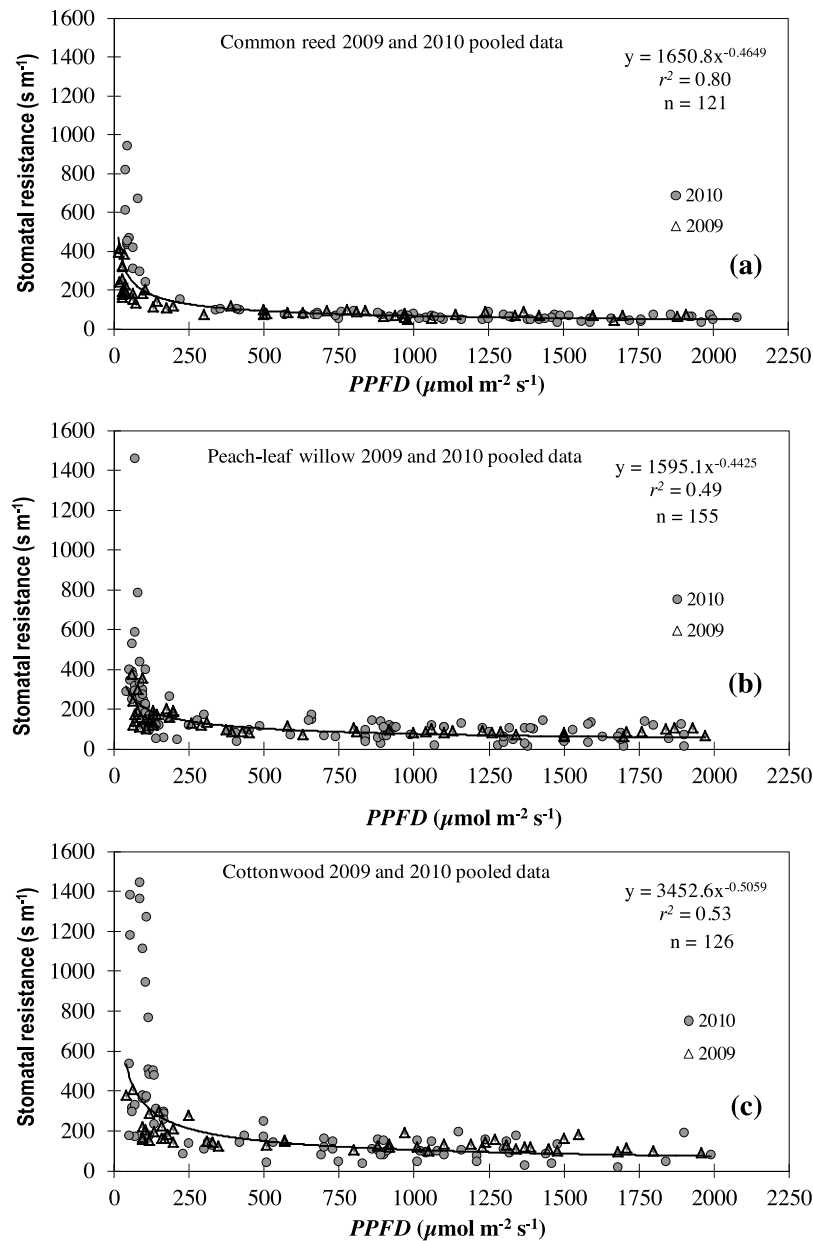 Common reed 2009 and 2010 pooled data
y = 1650.8x⁻⁰·⁴⁶⁴⁹
r² = 0.80
n = 121
2010
2009
(a)
Stomatal resistance (s m⁻¹)
1600
1400
1200
1000
800
600
400
200
0
0 250 500 750 1000 1250 1500 1750 2000 2250
PPFD (µmol m⁻² s⁻¹)
Peach-leaf willow 2009 and 2010 pooled data
y = 1595.1x⁻⁰·⁴⁴²⁵
r² = 0.49
n = 155
2010
2009
(b)
Stomatal resistance (s m⁻¹)
1600
1400
1200
1000
800
600
400
200
0
0 250 500 750 1000 1250 1500 1750 2000 2250
PPFD (µmol m⁻² s⁻¹)
Cottonwood 2009 and 2010 pooled data
y = 3452.6x⁻⁰·⁵⁰⁵⁹
r² = 0.53
n = 126
2010
2009
(c)
Stomatal resistance (s m⁻¹)
1600
1400
1200
1000
800
600
400
200
0
0 250 500 750 1000 1250 1500 1750 2000 2250
PPFD (µmol m⁻² s⁻¹)